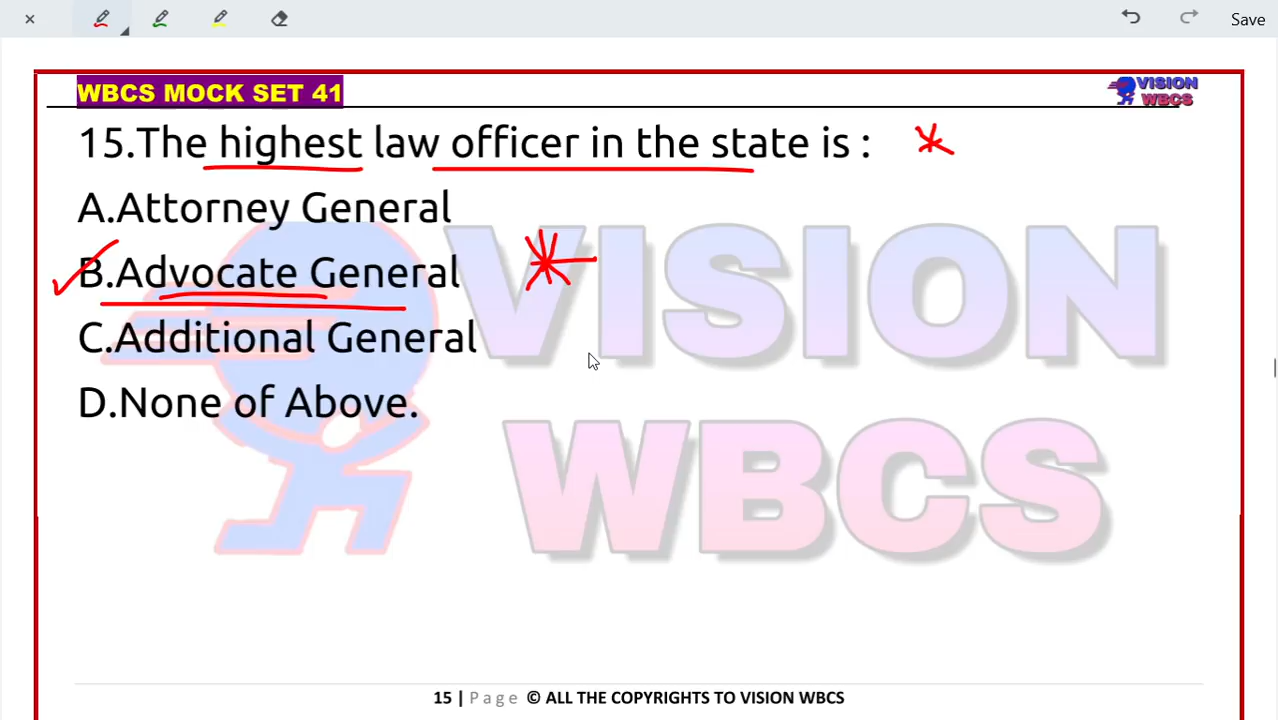 Save
WBCS MOCK SET 41
VISION
WBCS
15.The highest law officer in the state is :
A.Attorney General
B.Advocate General
C.Additional General
D.None of Above.
VISION
WBCS
15 | Page © ALL THE COPYRIGHTS TO VISION WBCS